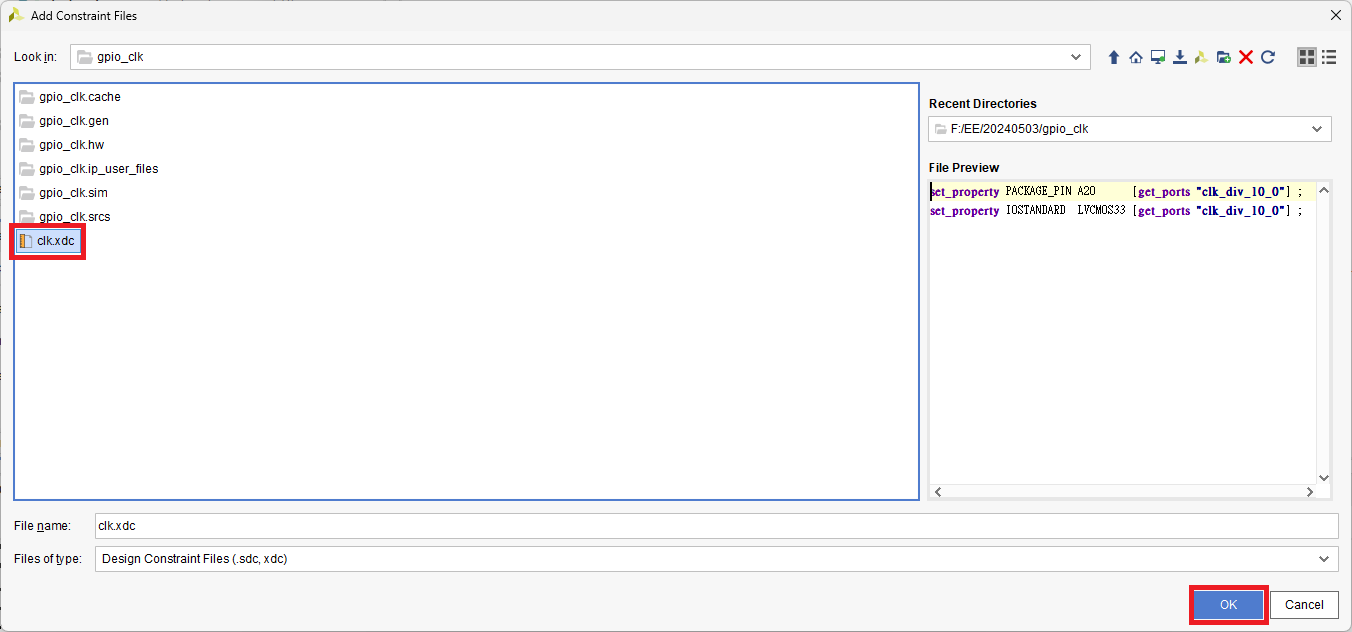 Add Constraint Files
Look in: gpio_clk
gpio_clk.cache
gpio_clk.gen
gpio_clk.hw
gpio_clk.ip_user_files
gpio_clk.sim
gpio_clk.srcs
clk.xdc
Recent Directories
F:/EE/20240503/gpio_clk
File Preview
set_property PACKAGE_PIN A20 [get_ports "clk_div_10_0"] ;
set_property IOSTANDARD LVCMOS33 [get_ports "clk_div_10_0"] ;
File name: clk.xdc
Files of type: Design Constraint Files (.sdc, xdc)
OK Cancel